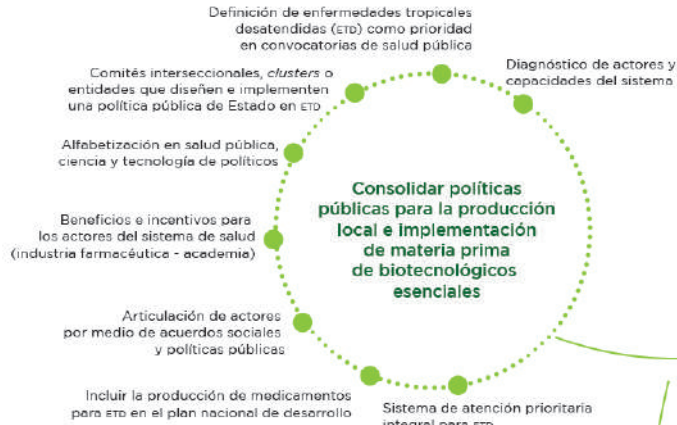 Definición de enfermedades tropicales
desatendidas (ETD) como prioridad
en convocatorias de salud pública
Diagnóstico de actores y
capacidades del sistema
Comités interseccionales, clusters o
entidades que diseñen e implementen
una política pública de Estado en ETD
Alfabetización en salud pública,
ciencia y tecnología de políticos
Beneficios e incentivos para
los actores del sistema de salud
(industria farmacéutica - academia)
Articulación de actores
por medio de acuerdos sociales
y políticas públicas
Incluir la producción de medicamentos
para ETD en el plan nacional de desarrollo
Sistema de atención prioritaria
integral para ETD
Consolidar políticas
públicas para la producción
local e implementación
de materia prima
de biotecnológicos
esenciales